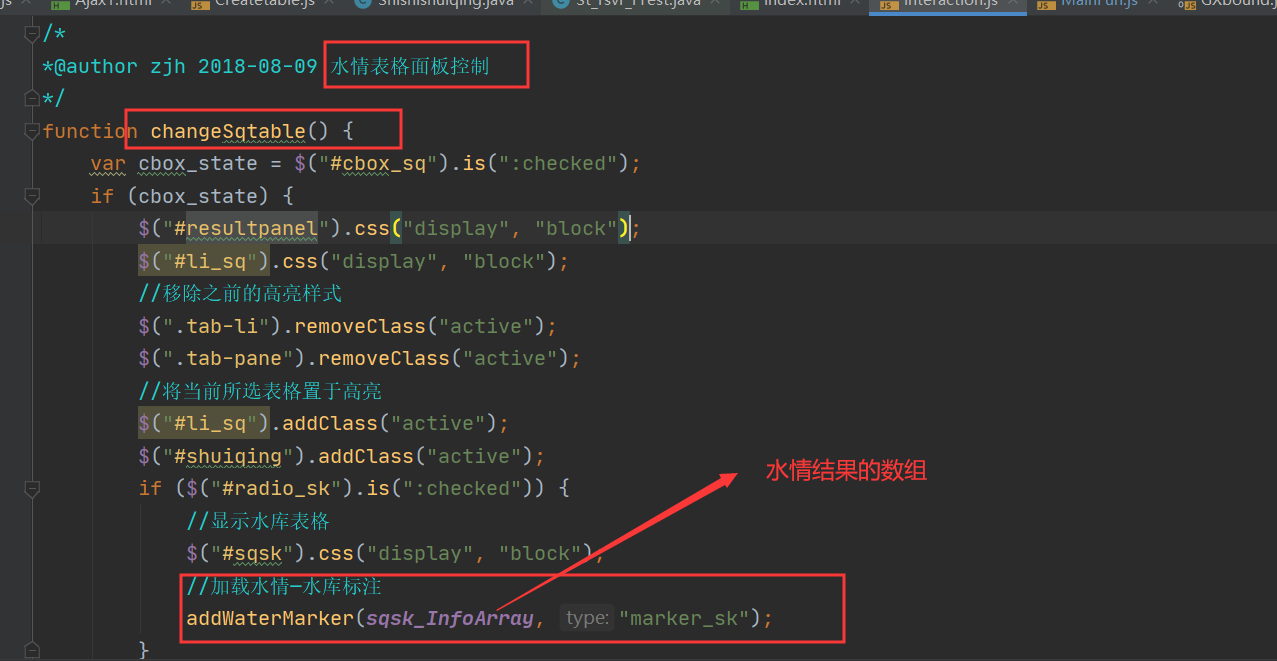 js Ajax1.html Createtable.js Shishishuiqing.java St_rsvr_rTest.java index.html Interaction.js MainFun.js GXbound.j
/*
*@author zjh 2018-08-09 水情表格面板控制
*/
function changeSqtable() {
var cbox_state = $("#cbox_sq").is(":checked");
if (cbox_state) {
$("#resultpanel").css("display", "block");
$("#li_sq").css("display", "block");
//移除之前的高亮样式
$(".tab-li").removeClass("active");
$(".tab-pane").removeClass("active");
//将当前所选表格置于高亮
$("#li_sq").addClass("active");
$("#shuiqing").addClass("active");
水情结果的数组
if ($("#radio_sk").is(":checked")) {
//显示水库表格
$("#sqsk").css("display", "block");
//加载水情—水库标注
addWaterMarker(sqsk_InfoArray, type: "marker_sk");
}